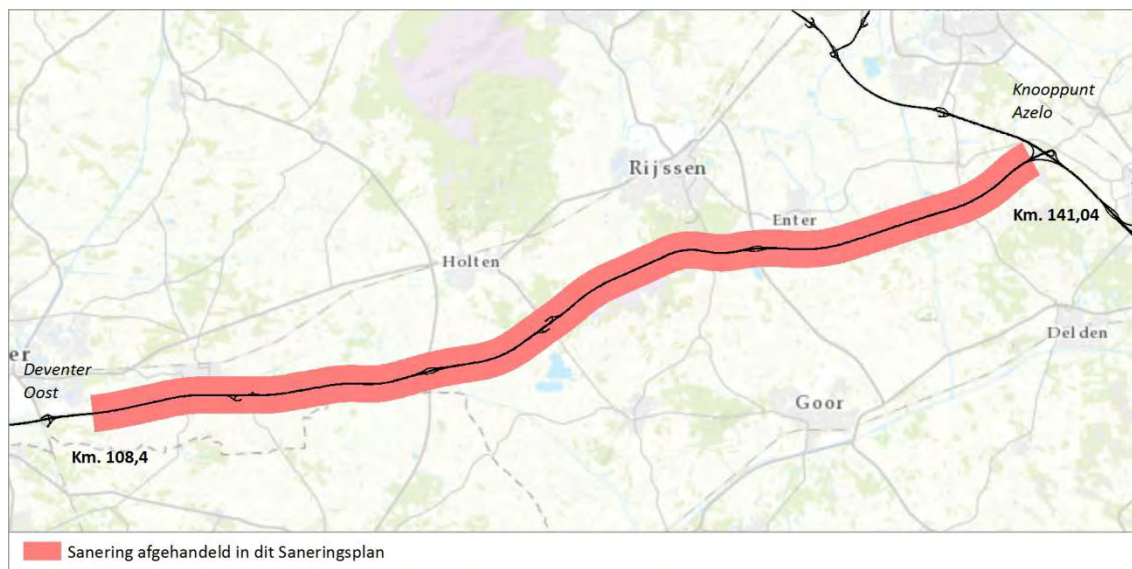 Knooppunt
Azelo
Rijssen
Km. 141,04
Enter
Holten
Delden
er
Deventer
Oost
Goor
Km. 108,4
Sanering afgehandeld in dit Saneringsplan